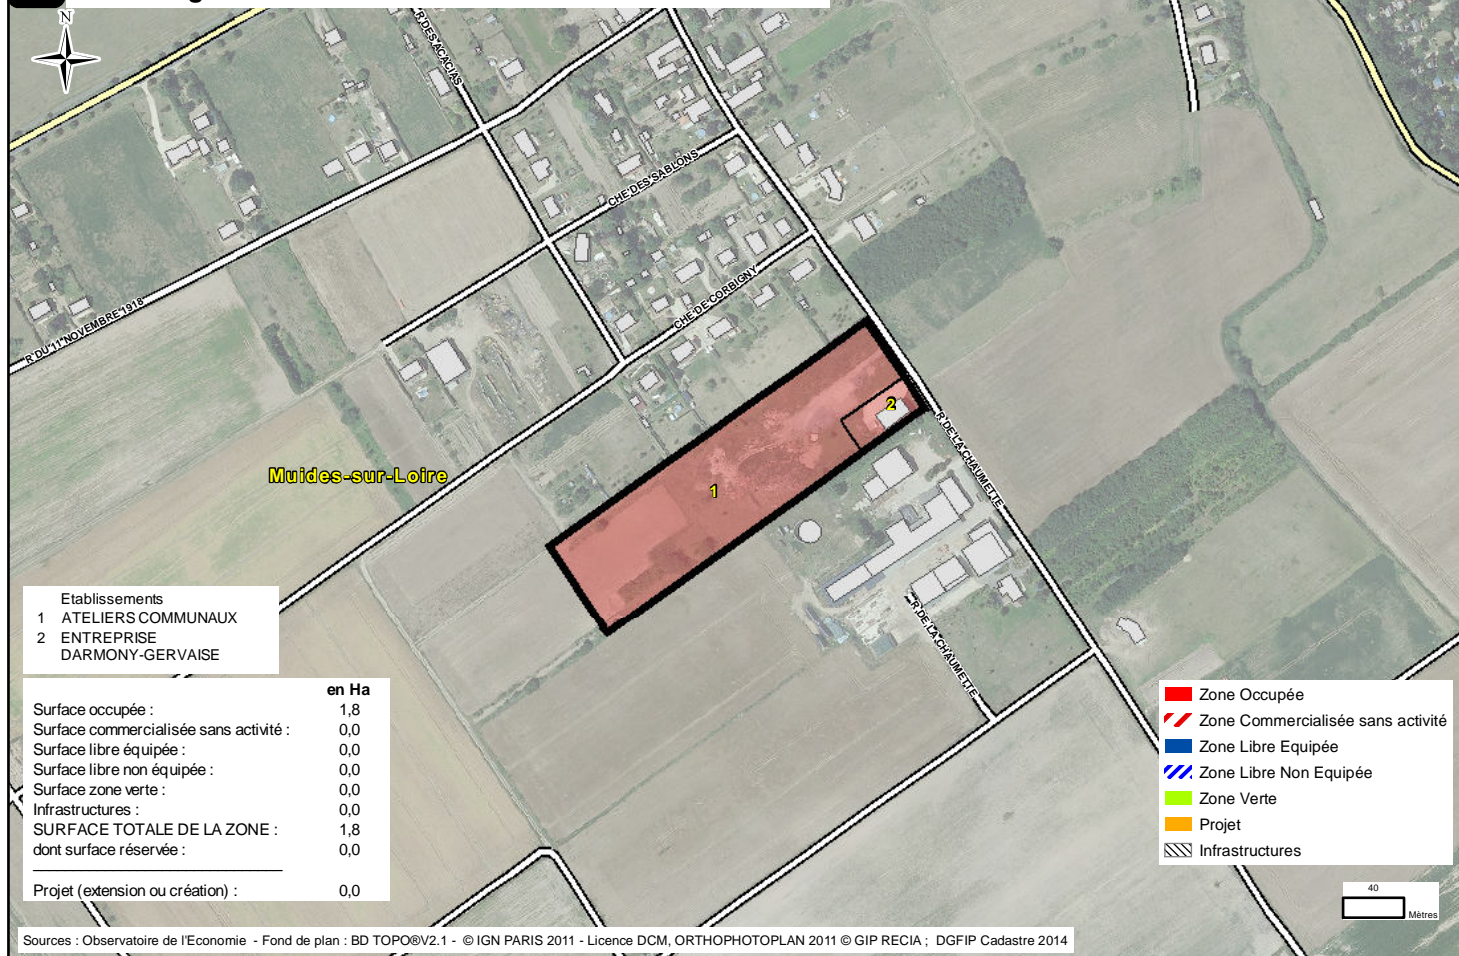 N
R DES ACACIAS
CHE DES SABLONS
CHE DE CORBIGNY
R DU 11 NOVEMBRE 1918
R DE LA CHAUMETTE
2
1
Muides-sur-Loire
R DE LA CHAUMETTE
Etablissements
1 ATELIERS COMMUNAUX
2 ENTREPRISE
DARMONY-GERVAISE
en Ha
Surface occupée : 1,8
Surface commercialisée sans activité : 0,0
Surface libre équipée : 0,0
Surface libre non équipée : 0,0
Surface zone verte : 0,0
Infrastructures : 0,0
SURFACE TOTALE DE LA ZONE : 1,8
dont surface réservée : 0,0
Projet (extension ou création) : 0,0
Zone Occupée
Zone Commercialisée sans activité
Zone Libre Equipée
Zone Libre Non Equipée
Zone Verte
Projet
Infrastructures
40
Mètres
Sources : Observatoire de l'Economie - Fond de plan : BD TOPO®V2.1 - © IGN PARIS 2011 - Licence DCM, ORTHOPHOTOPLAN 2011 © GIP RECIA ; DGFIP Cadastre 2014